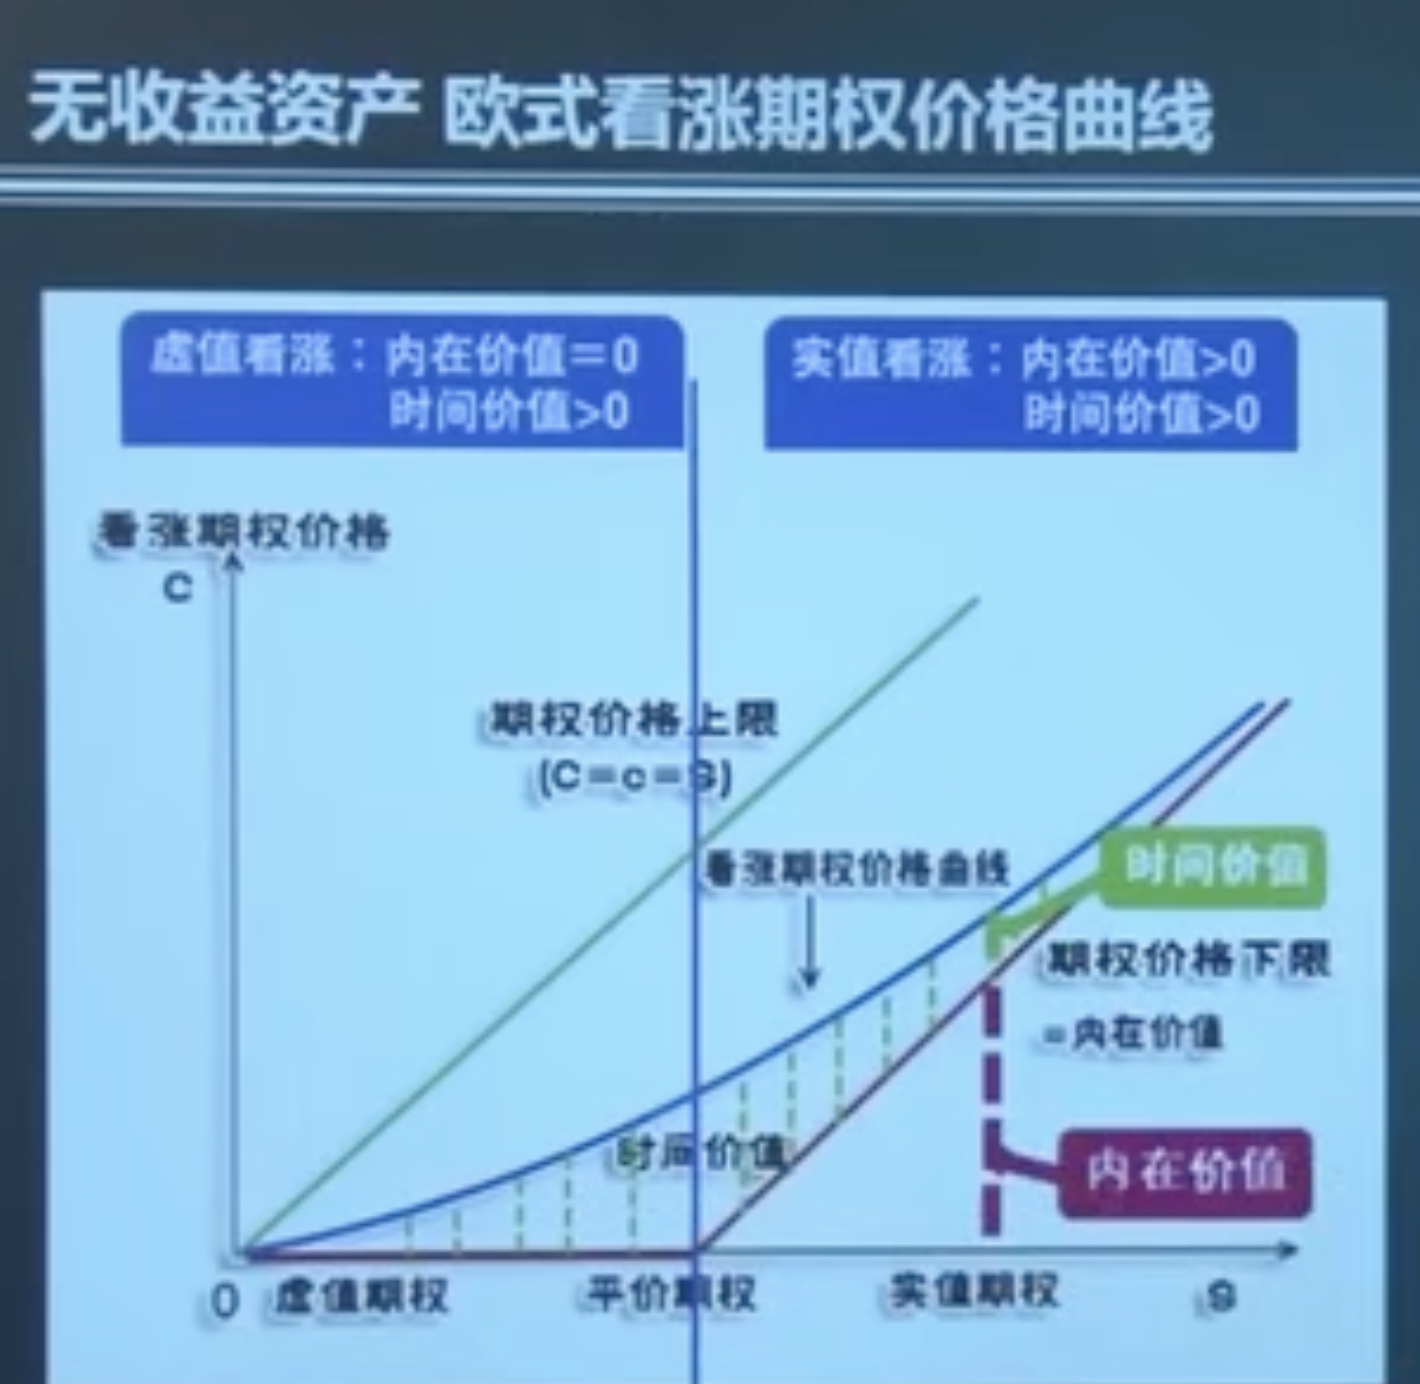 无收益资产 欧式看涨期权价格曲线
虚值看涨：内在价值＝0
时间价值>0
实值看涨：内在价值>0
时间价值>0
看涨期权价格
C
期权价格上限
(C=c=S)
看涨期权价格曲线
时间价值
期权价格下限
=内在价值
时间价值
内在价值
0
虚值期权
平价期权
实值期权
S